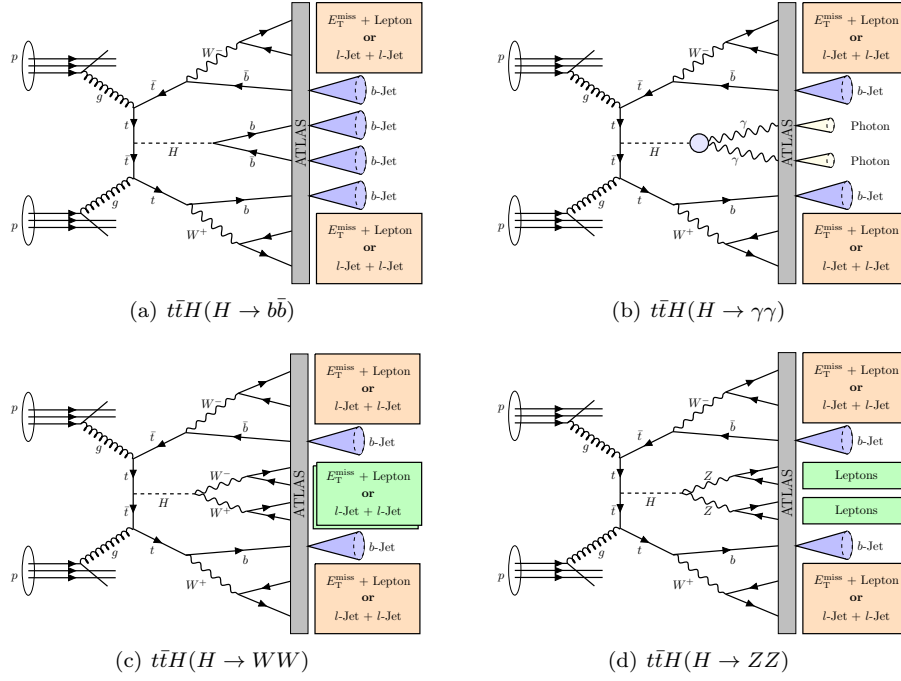 p
g
t̄
W⁻
b̄
t
t̄
H
b
b̄
g
t
b
W⁺
p
ATLAS
E_T^miss + Lepton
or
l-Jet + l-Jet
b-Jet
b-Jet
b-Jet
b-Jet
E_T^miss + Lepton
or
l-Jet + l-Jet
(a) tt̄H(H → bb̄)
p
g
t̄
W⁻
b̄
t
t̄
H
γ
γ
g
t
b
W⁺
p
ATLAS
E_T^miss + Lepton
or
l-Jet + l-Jet
b-Jet
Photon
Photon
b-Jet
E_T^miss + Lepton
or
l-Jet + l-Jet
(b) tt̄H(H → γγ)
p
g
t̄
W⁻
b̄
t
t̄
H
W⁻
W⁺
g
t
b
W⁺
p
ATLAS
E_T^miss + Lepton
or
l-Jet + l-Jet
b-Jet
E_T^miss + Lepton
or
l-Jet + l-Jet
b-Jet
E_T^miss + Lepton
or
l-Jet + l-Jet
(c) tt̄H(H → WW)
p
g
t̄
W⁻
b̄
t
t̄
H
Z
Z
g
t
b
W⁺
p
ATLAS
E_T^miss + Lepton
or
l-Jet + l-Jet
b-Jet
Leptons
Leptons
b-Jet
E_T^miss + Lepton
or
l-Jet + l-Jet
(d) tt̄H(H → ZZ)